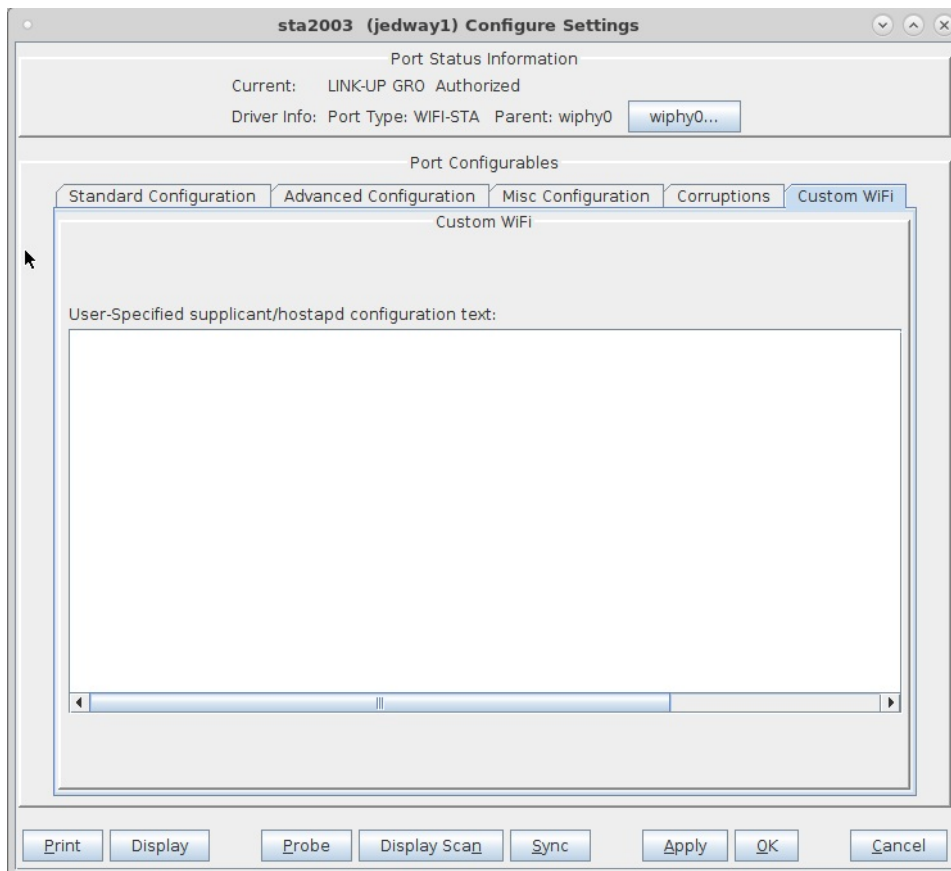 sta2003  (jedway1) Configure Settings
Port Status Information
Current: LINK-UP GRO Authorized
Driver Info: Port Type: WIFI-STA Parent: wiphy0 wiphy0...
Port Configurables
Standard Configuration Advanced Configuration Misc Configuration Corruptions Custom WiFi
Custom WiFi
User-Specified supplicant/hostapd configuration text:
Print Display Probe Display Scan Sync Apply OK Cancel